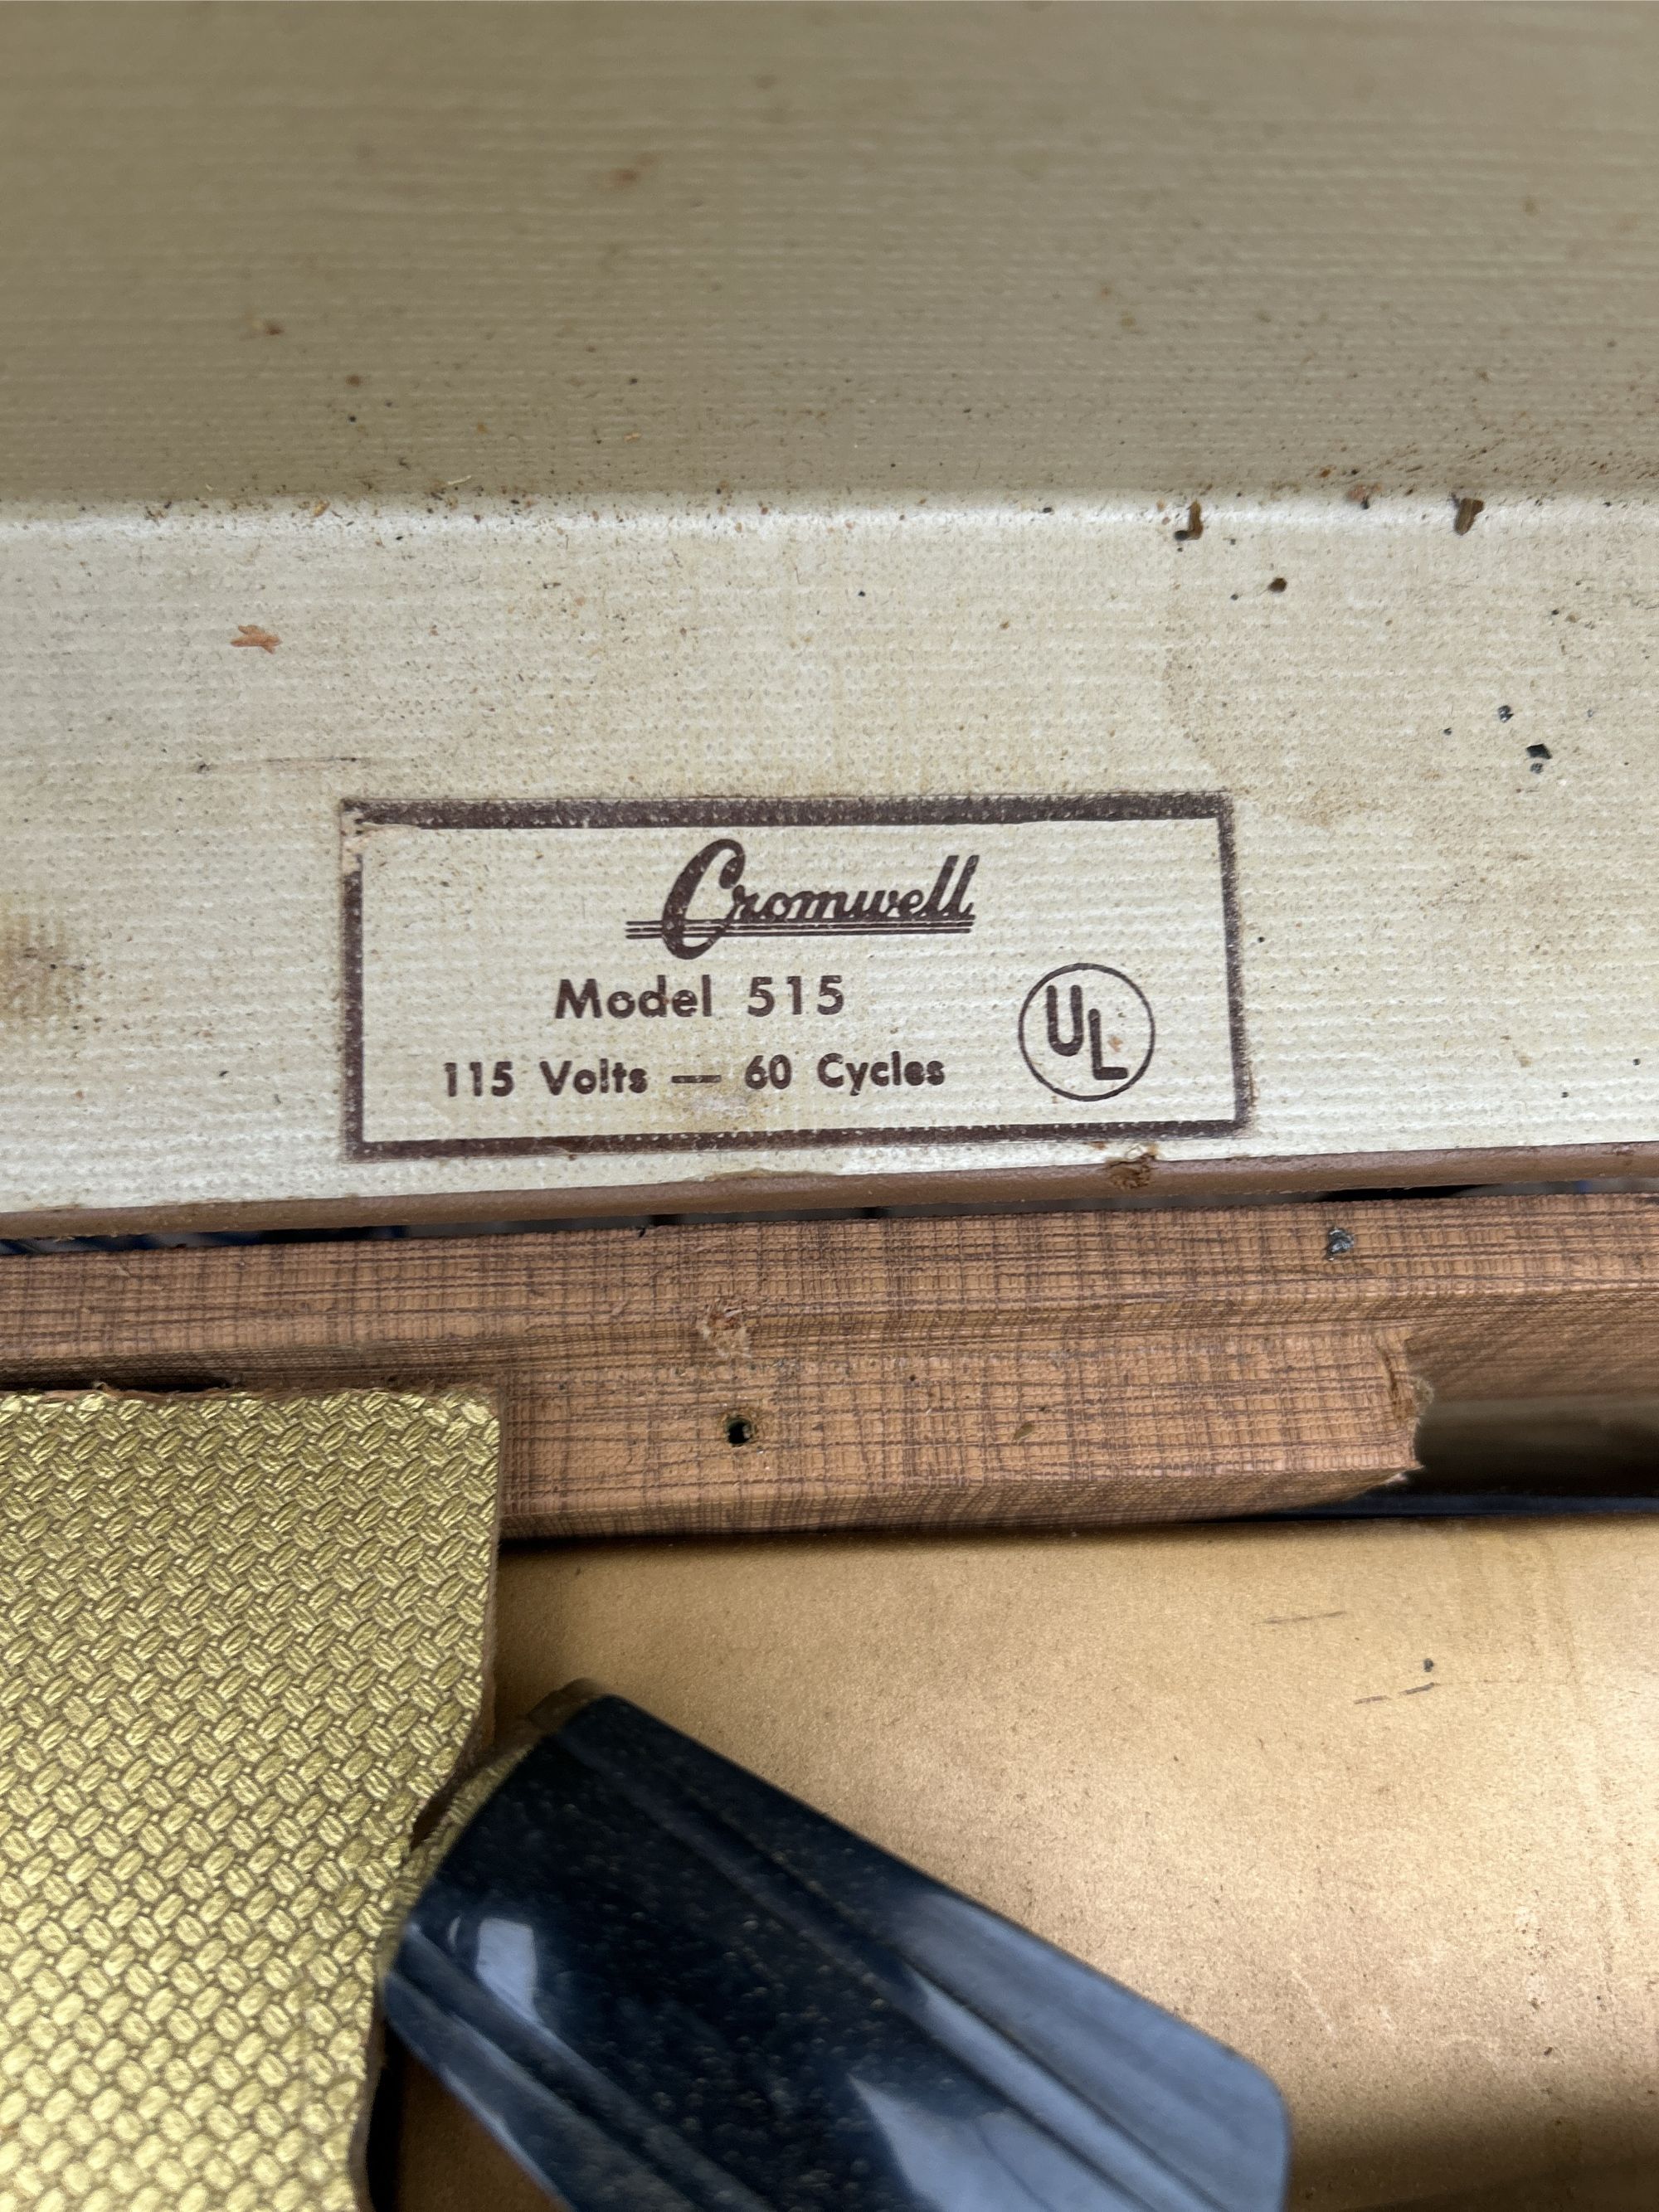 Cromwell
Model 515
115 Volts — 60 Cycles
UL